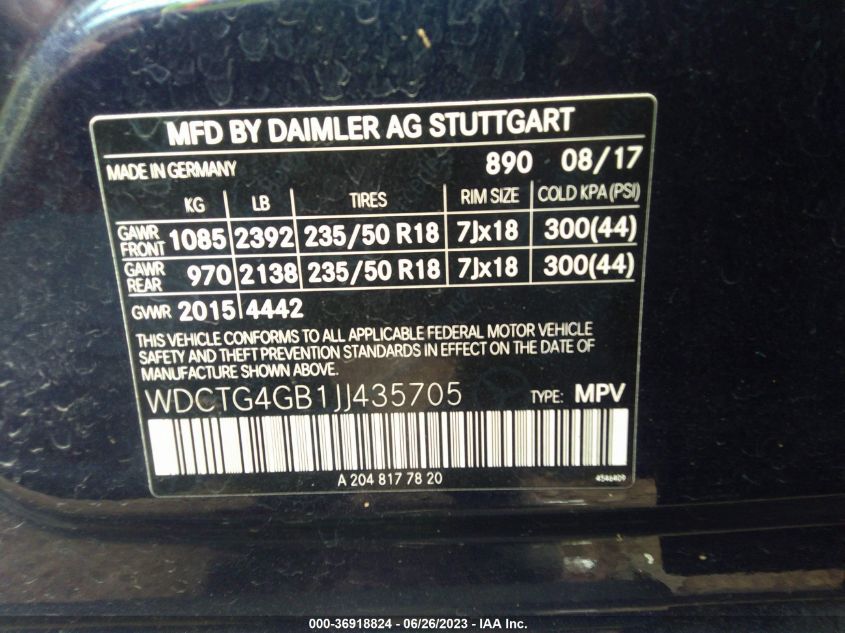 MFD BY DAIMLER AG STUTTGART
MADE IN GERMANY 890 08/17
KG LB TIRES RIM SIZE COLD KPA (PSI)
GAWR FRONT 1085 2392 235/50 R18 7Jx18 300(44)
GAWR REAR 970 2138 235/50 R18 7Jx18 300(44)
GVWR 2015 4442
THIS VEHICLE CONFORMS TO ALL APPLICABLE FEDERAL MOTOR VEHICLE
SAFETY AND THEFT PREVENTION STANDARDS IN EFFECT ON THE DATE OF
MANUFACTURE SHOWN ABOVE.
WDCTG4GB1JJ435705 TYPE: MPV
A 204 817 78 20 4546409
000-36918824 - 06/26/2023 - IAA Inc.